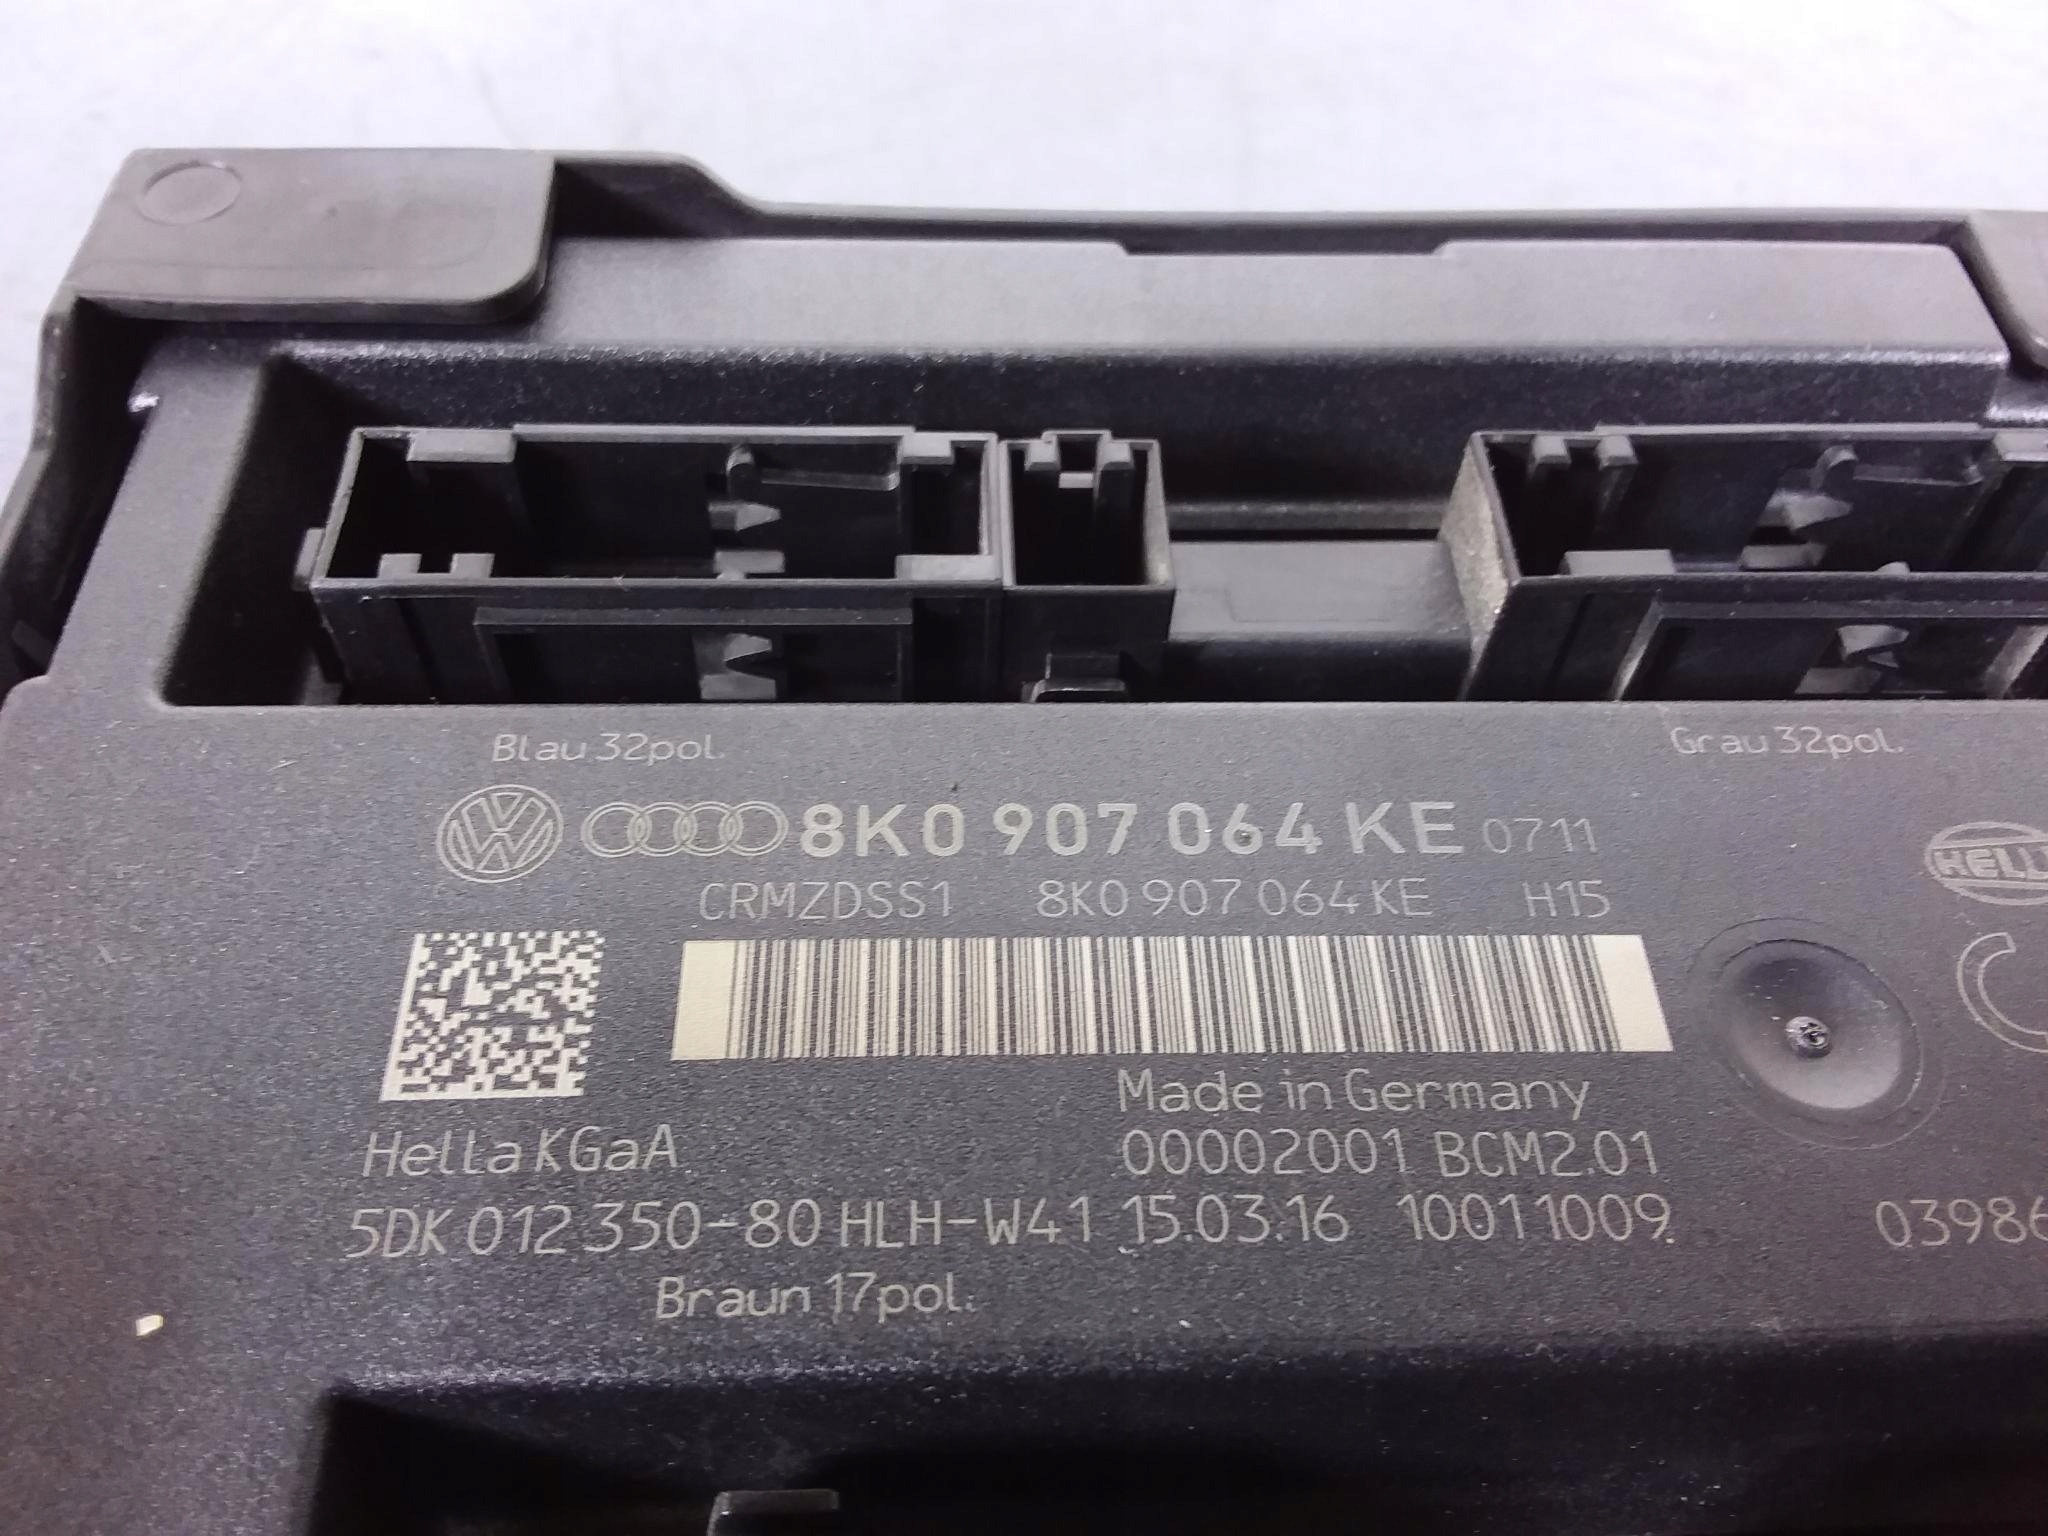 Blau 32pol. Grau 32pol.
8K0 907 064 KE 0711
CRMZDSS1 8K0 907 064 KE H15
Made in Germany
Hella KGaA 00002001 BCM2.01
5DK 012 350-80 HLH-W41 15.03.16 10011009
Braun 17pol.